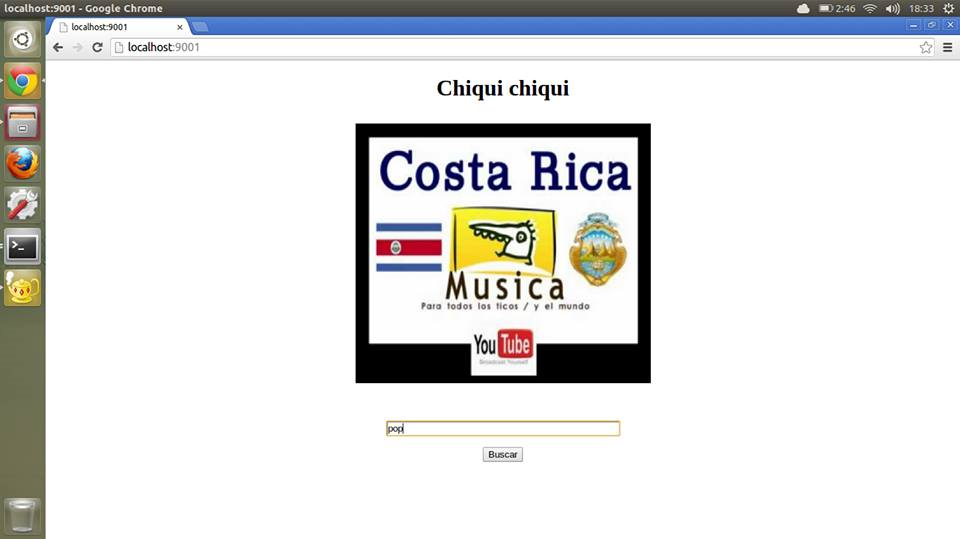 localhost:9001 - Google Chrome
2:46
18:33
localhost:9001
localhost:9001
Chiqui chiqui
Costa Rica
Musica
Para todos los ticos / y el mundo
YouTube
Broadcast Yourself
pop
Buscar